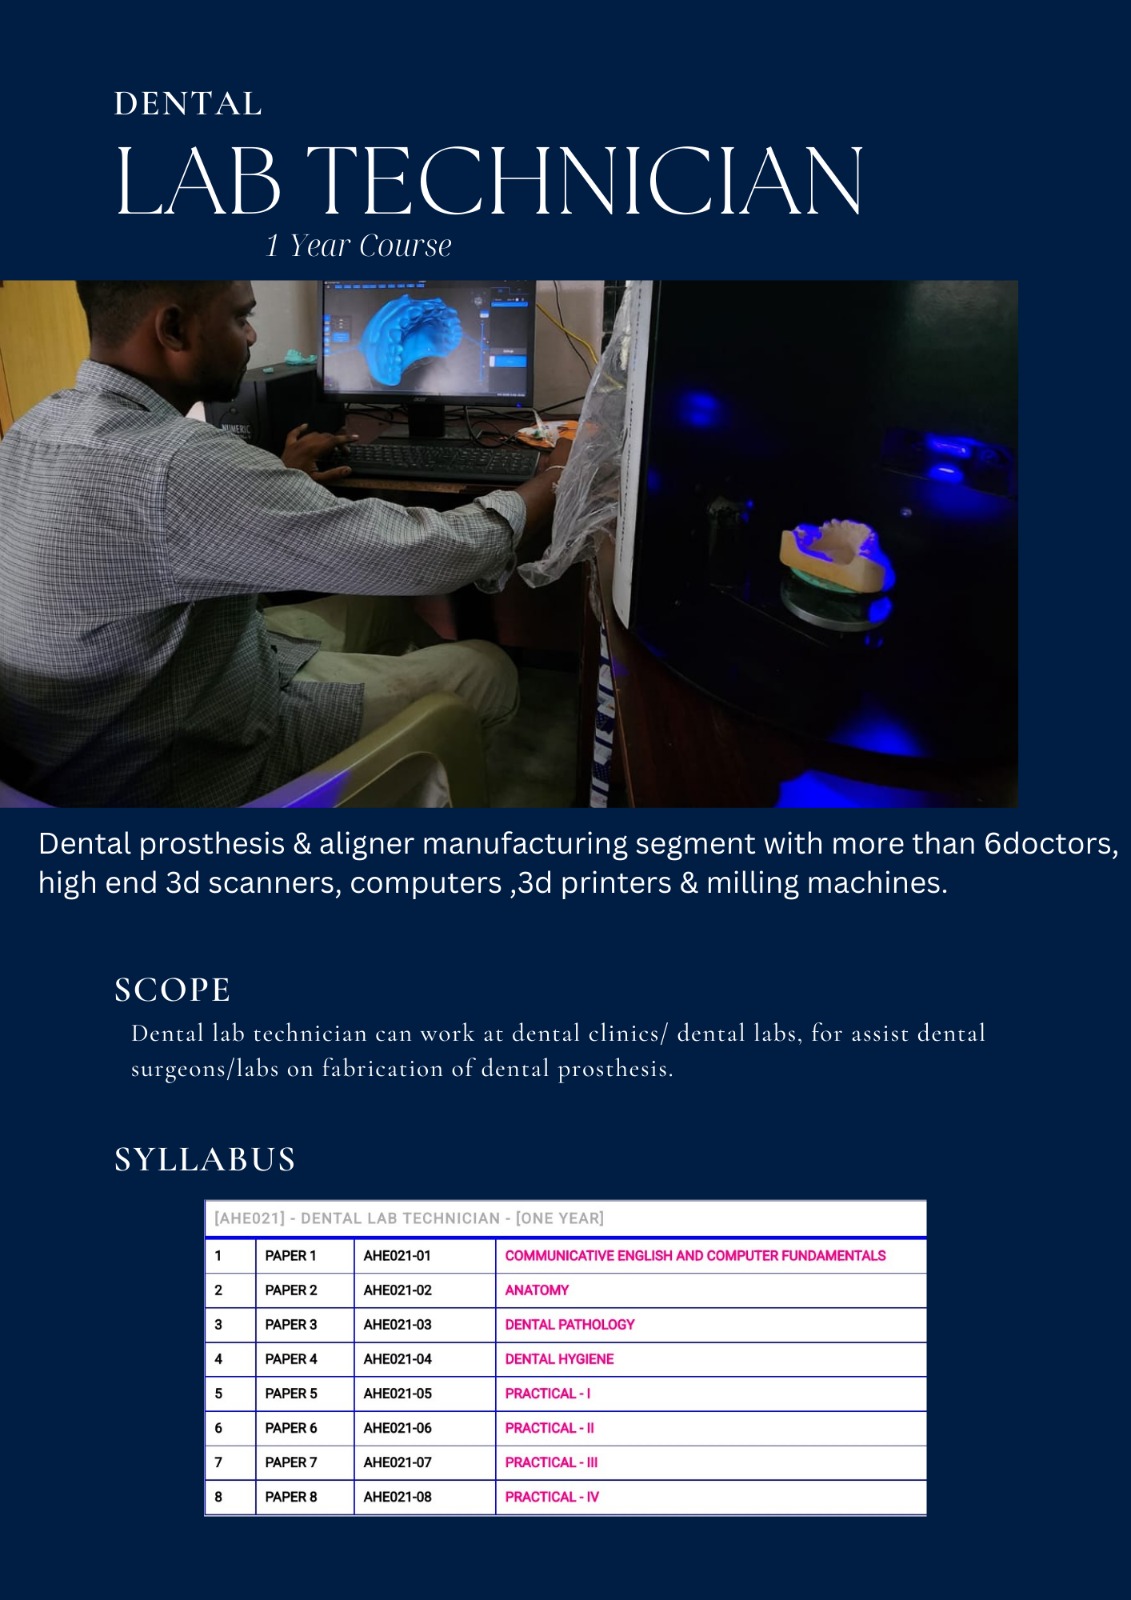 DENTAL
LAB TECHNICIAN
1 Year Course
NUMERIC
acer
Dental prosthesis & aligner manufacturing segment with more than 6doctors,
high end 3d scanners, computers ,3d printers & milling machines.
SCOPE
Dental lab technician can work at dental clinics/ dental labs, for assist dental
surgeons/labs on fabrication of dental prosthesis.
SYLLABUS
[AHE021] - DENTAL LAB TECHNICIAN - [ONE YEAR]
1 PAPER 1 AHE021-01 COMMUNICATIVE ENGLISH AND COMPUTER FUNDAMENTALS
2 PAPER 2 AHE021-02 ANATOMY
3 PAPER 3 AHE021-03 DENTAL PATHOLOGY
4 PAPER 4 AHE021-04 DENTAL HYGIENE
5 PAPER 5 AHE021-05 PRACTICAL - I
6 PAPER 6 AHE021-06 PRACTICAL - II
7 PAPER 7 AHE021-07 PRACTICAL - III
8 PAPER 8 AHE021-08 PRACTICAL - IV